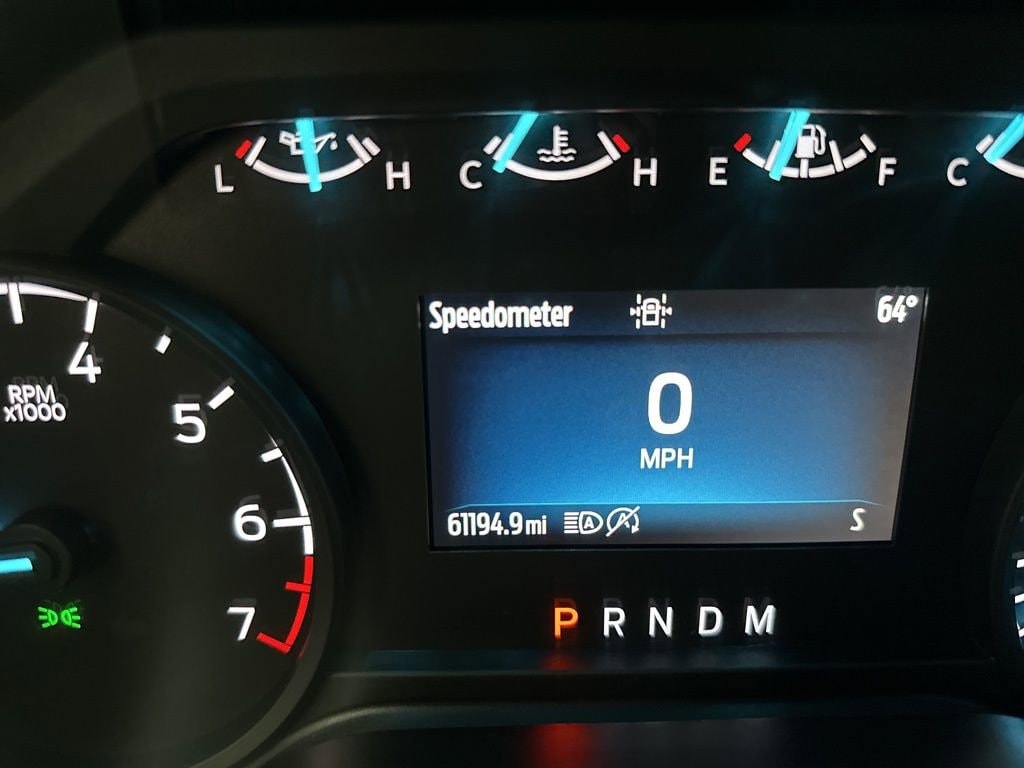 L H C H E F C
Speedometer 64°
4
RPM
x1000
5
0
MPH
6
61194.9 mi A A S
7
P R N D M